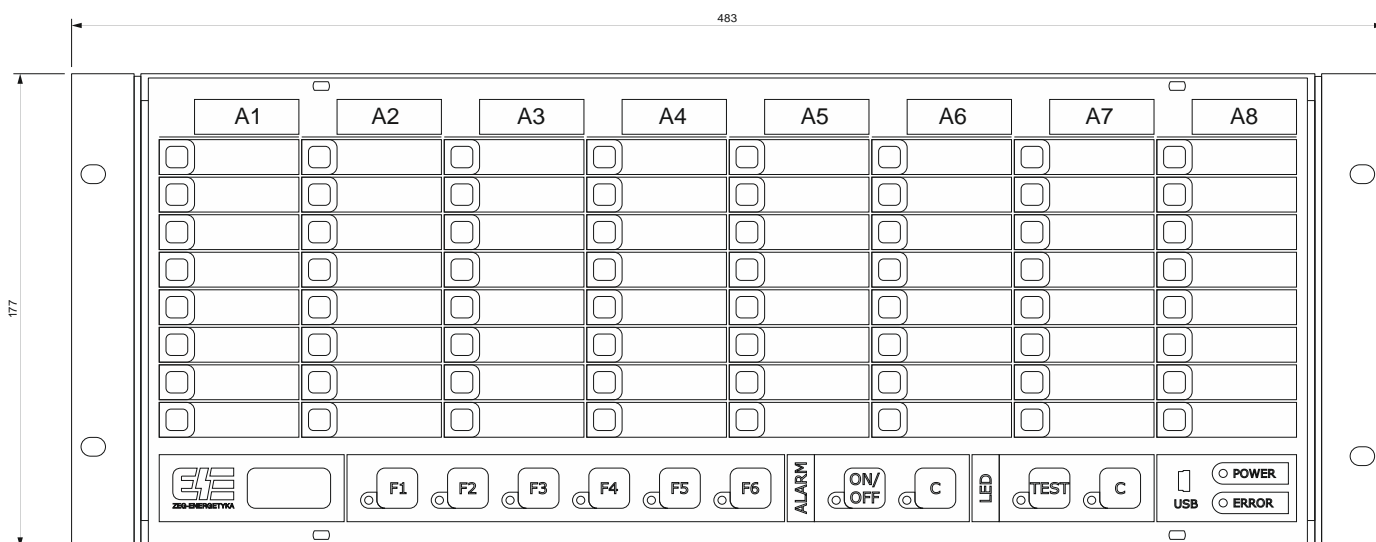 483
177
A1 A2 A3 A4 A5 A6 A7 A8
ZEG-ENERGETYKA
F1 F2 F3 F4 F5 F6
ALARM
ON/
OFF
C
LED
TEST
C
USB
POWER
ERROR